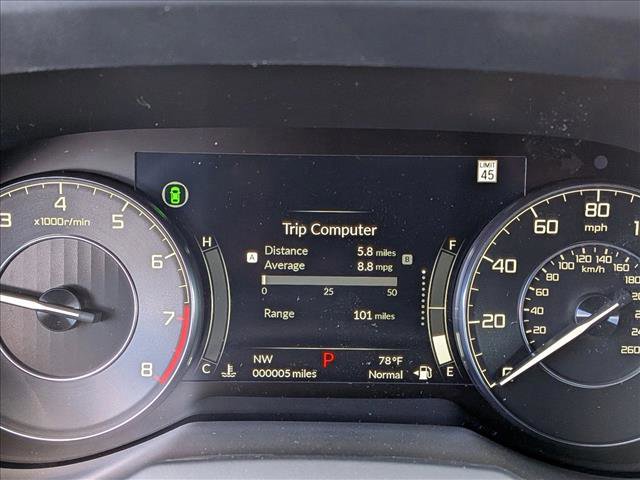 LIMIT
45
Trip Computer
A Distance 5.8 miles B
Average 8.8 mpg
0 25 50
Range 101 miles
NW P 78°F
000005 miles Normal
H
C
F
E
3 4 5 6 7 8
x1000r/min
20 40 60 80
mph
20 40 60 80 100 120 140 160 180
km/h
260